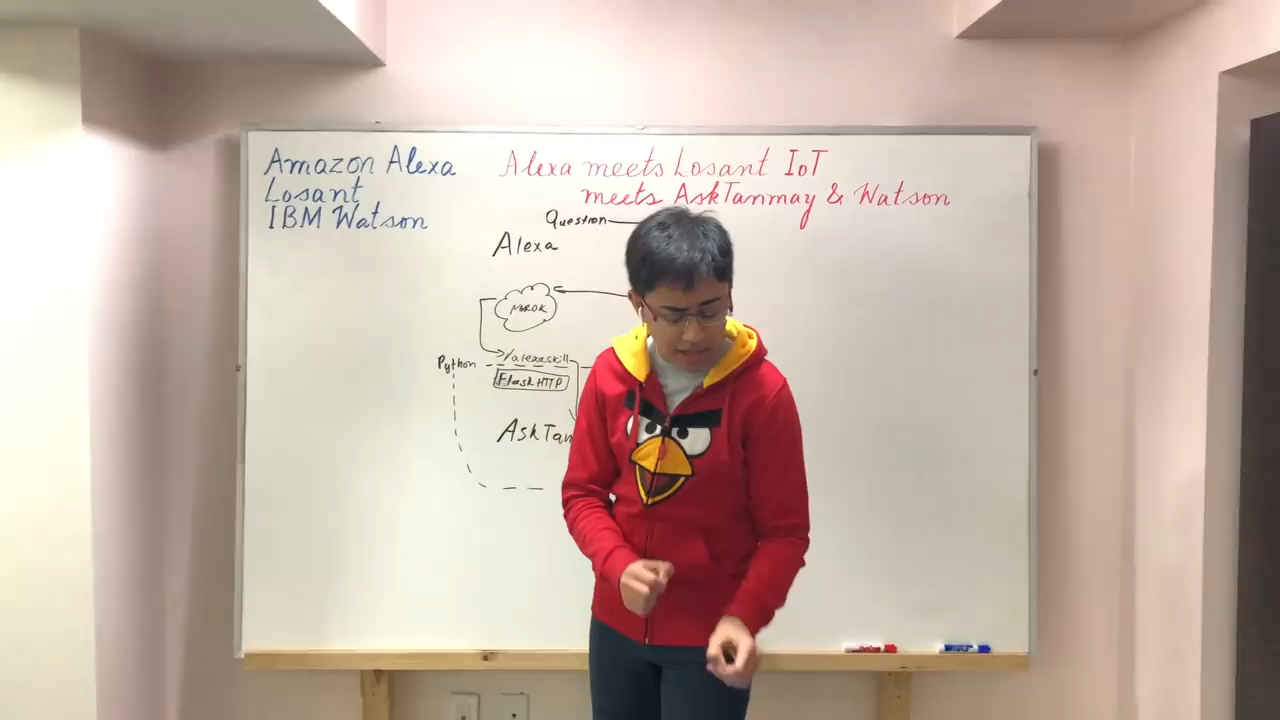 Amazon Alexa
Losant
IBM Watson
Alexa meets Losant IoT
meets AskTanmay & Watson
Question
Alexa
NGROK
/alexaskill
Python
Flask HTTP
AskTan